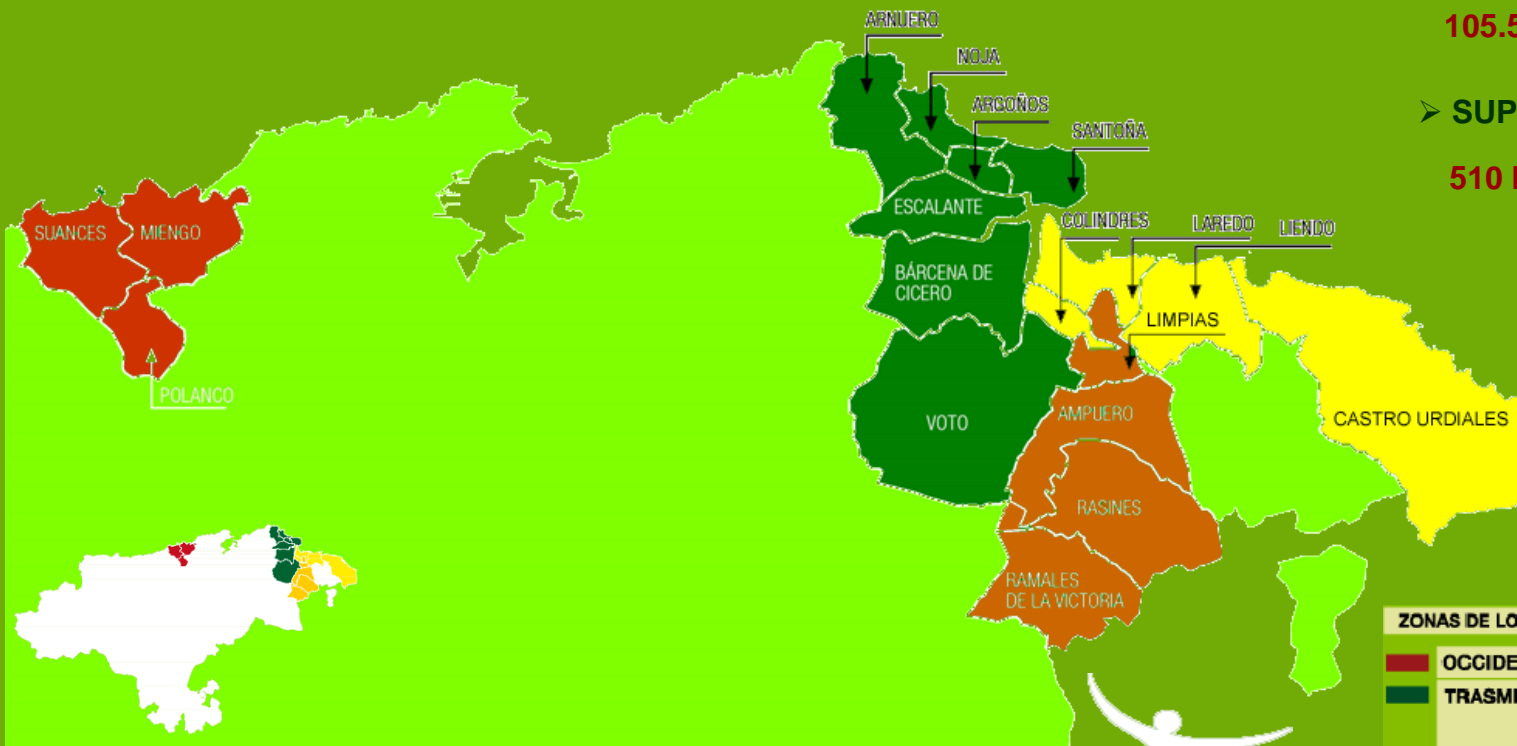 ARNUERO
105.5
NOJA
ARGOÑOS
➢ SUP
SANTOÑA
510
ESCALANTE
COLINDRES
LAREDO
LIENDO
SUANCES
MIENGO
BÁRCENA DE
CICERO
LIMPIAS
POLANCO
AMPUERO
VOTO
CASTRO URDIALES
RASINES
RAMALES
DE LA VICTORIA
ZONAS DE LO
OCCIDE
TRASM